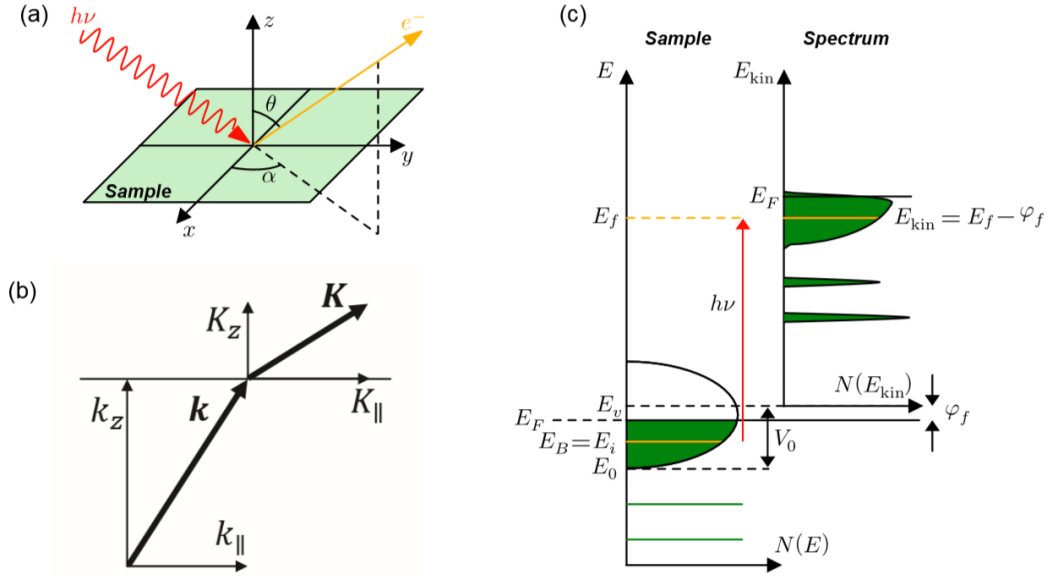 (a)
hν
z
e⁻
θ
y
α
Sample
x
(b)
K
K_z
K_∥
k_z
k
k_∥
(c)
Sample
Spectrum
E
E_kin
E_F
E_f
E_kin = E_f − φ_f
hν
N(E_kin)
E_v
E_F
φ_f
E_B = E_i
V_0
E_0
N(E)